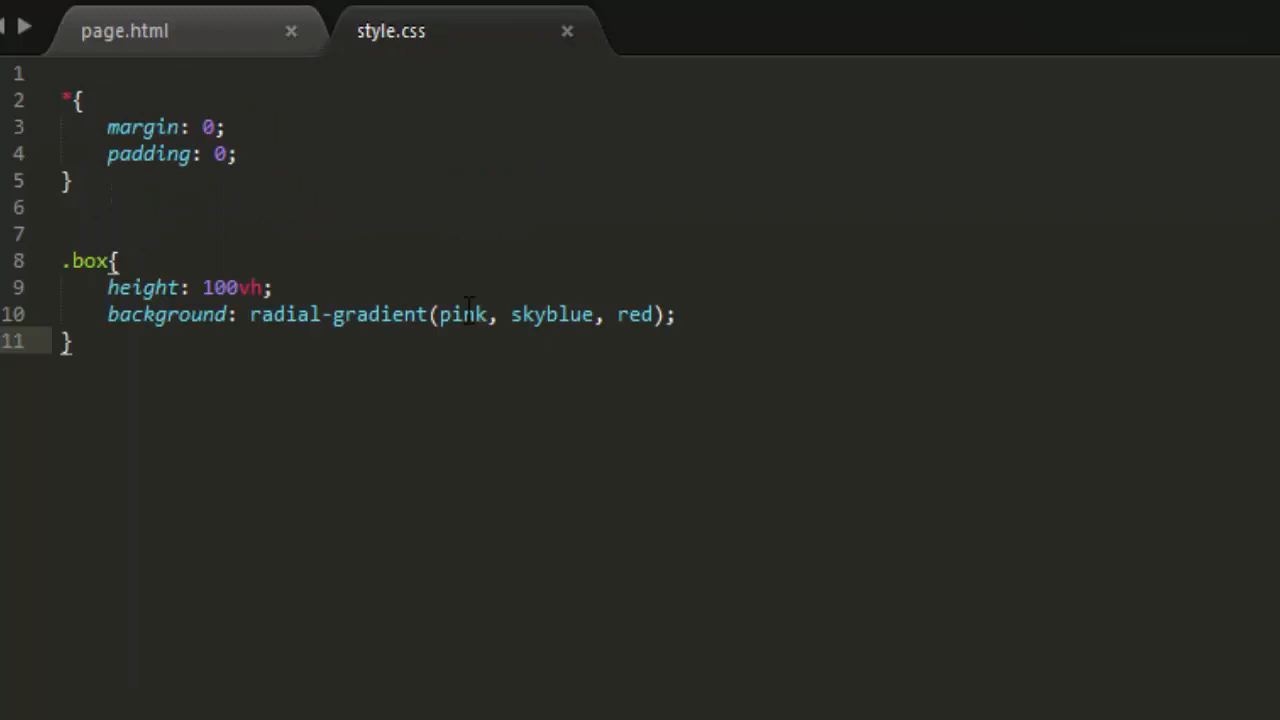 page.html × style.css ×
1
2 *{
3 margin: 0;
4 padding: 0;
5 }
6
7
8 .box{
9 height: 100vh;
10 background: radial-gradient(pink, skyblue, red);
11 }